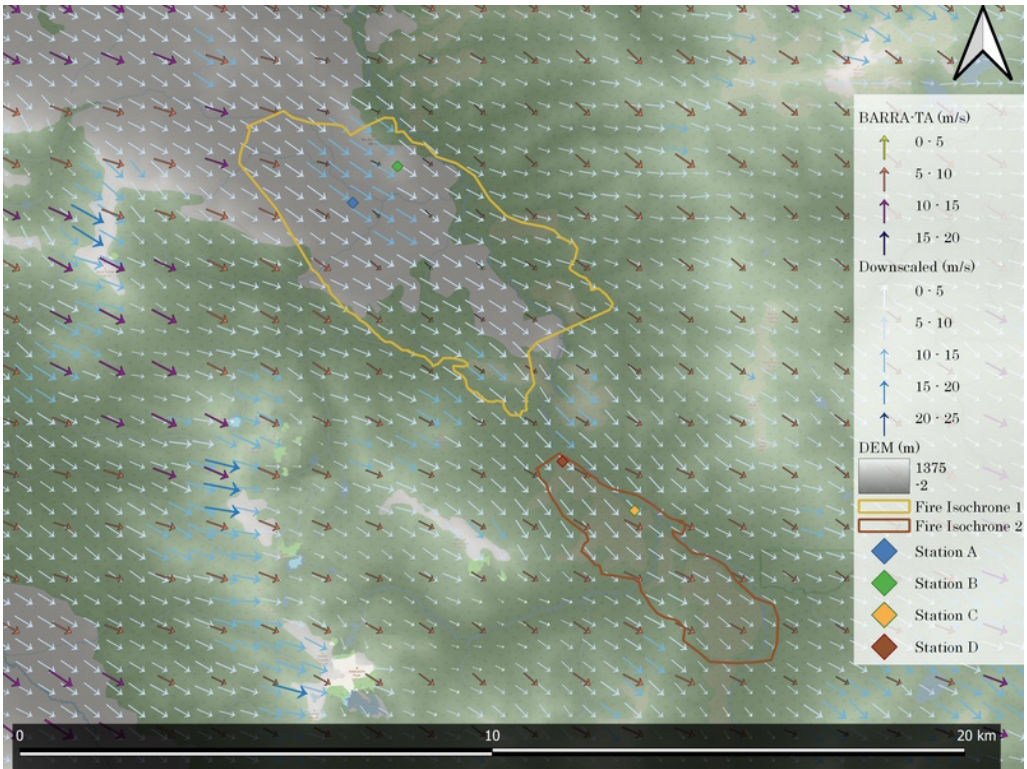 BARRA-TA (m/s)
0 - 5
5 - 10
10 - 15
15 - 20
Downscaled (m/s)
0 - 5
5 - 10
10 - 15
15 - 20
20 - 25
DEM (m)
1375
-2
Fire Isochrone 1
Fire Isochrone 2
Station A
Station B
Station C
Station D
0 10 20 km